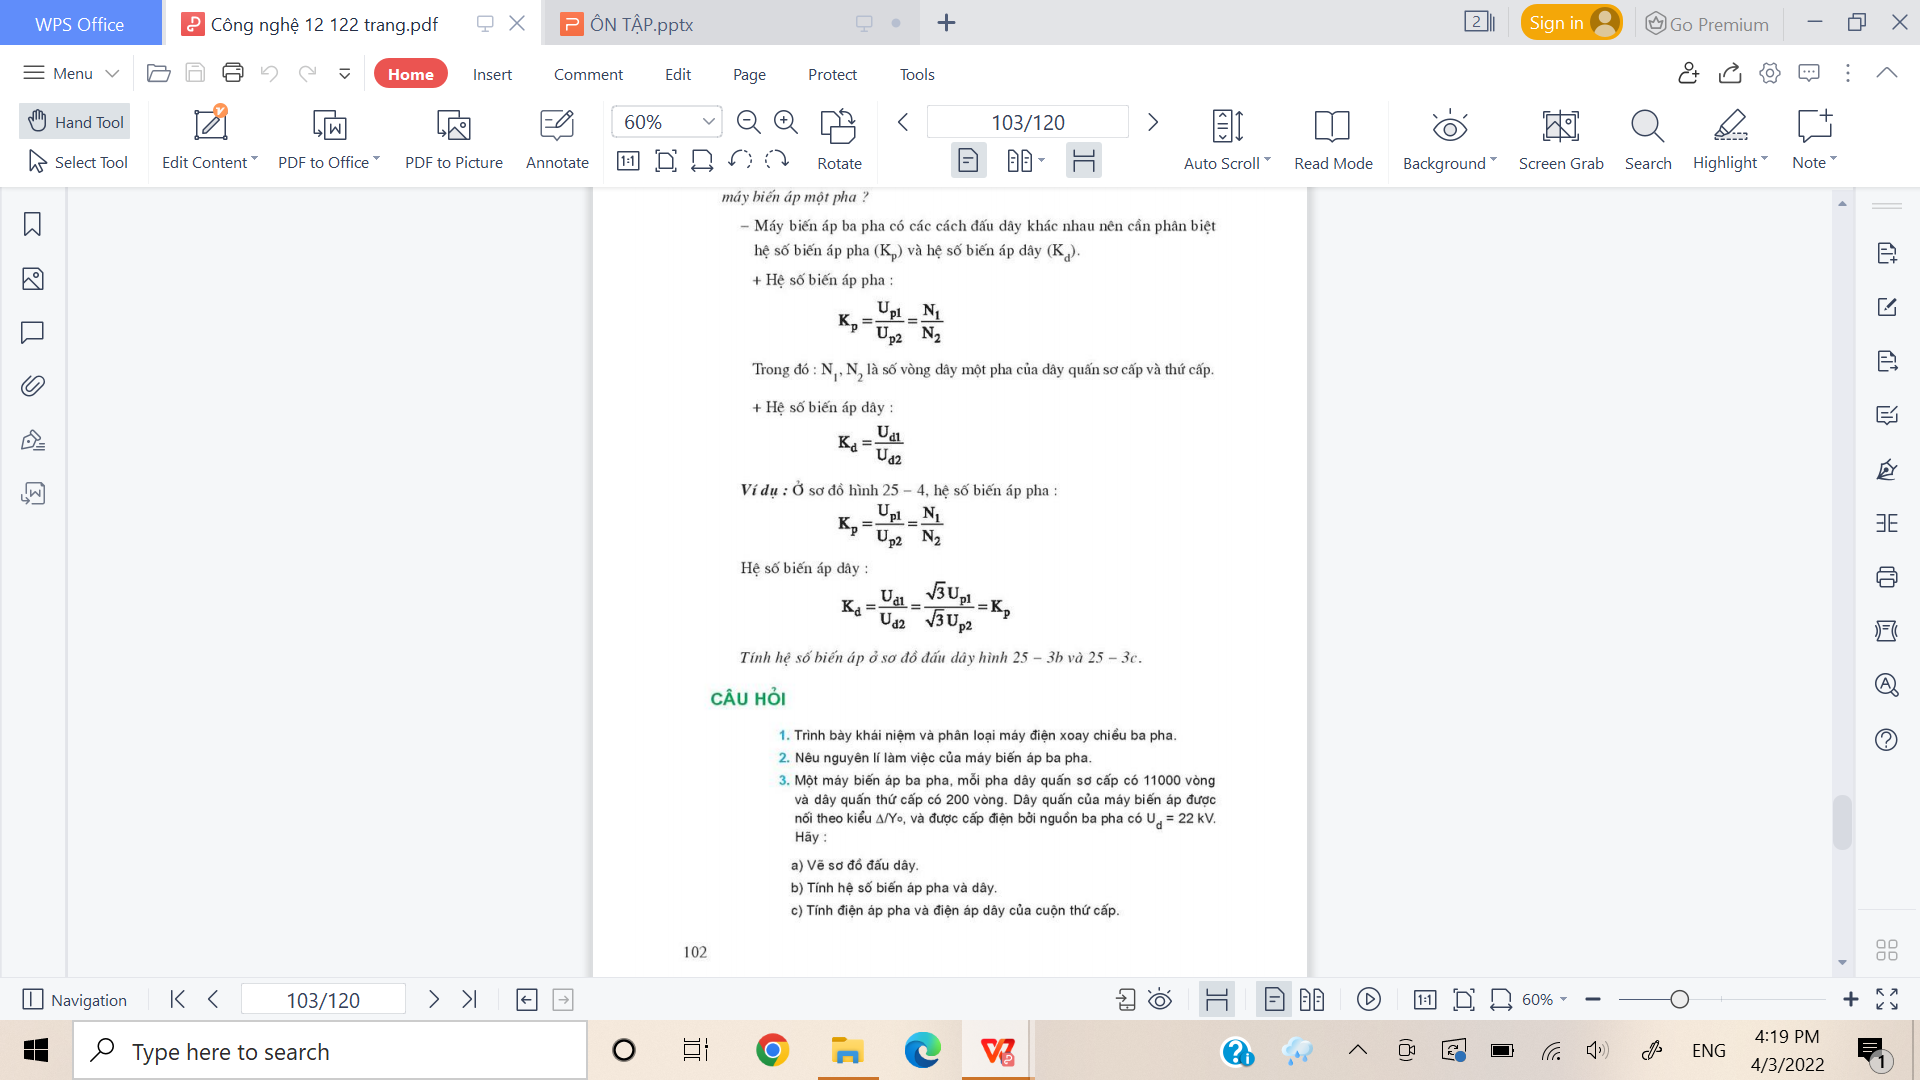 WPS Office
Công nghệ 12 122 trang.pdf
ÔN TẬP.pptx
2
Sign in
Go Premium
Menu
Home
Insert
Comment
Edit
Page
Protect
Tools
Hand Tool
Select Tool
Edit Content
PDF to Office
PDF to Picture
Annotate
60%
1:1
Rotate
103/120
Auto Scroll
Read Mode
Background
Screen Grab
Search
Highlight
Note
máy biến áp một pha ?
– Máy biến áp ba pha có các cách đấu dây khác nhau nên cần phân biệt
hệ số biến áp pha (Kp) và hệ số biến áp dây (Kd).
+ Hệ số biến áp pha :
Kp = Up1/Up2 = N1/N2
Trong đó : N1, N2 là số vòng dây một pha của dây quấn sơ cấp và thứ cấp.
+ Hệ số biến áp dây :
Kd = Ud1/Ud2
Ví dụ : Ở sơ đồ hình 25 – 4, hệ số biến áp pha :
Kp = Up1/Up2 = N1/N2
Hệ số biến áp dây :
Kd = Ud1/Ud2 = √3 Up1/√3 Up2 = Kp
Tính hệ số biến áp ở sơ đồ đấu dây hình 25 – 3b và 25 – 3c.
CÂU HỎI
1. Trình bày khái niệm và phân loại máy điện xoay chiều ba pha.
2. Nêu nguyên lí làm việc của máy biến áp ba pha.
3. Một máy biến áp ba pha, mỗi pha dây quấn sơ cấp có 11000 vòng
và dây quấn thứ cấp có 200 vòng. Dây quấn của máy biến áp được
nối theo kiểu Δ/Yo, và được cấp điện bởi nguồn ba pha có Ud = 22 kV.
Hãy :
a) Vẽ sơ đồ đấu dây.
b) Tính hệ số biến áp pha và dây.
c) Tính điện áp pha và điện áp dây của cuộn thứ cấp.
102
Navigation
103/120
1:1
60%
Type here to search
ENG
4:19 PM
4/3/2022
1